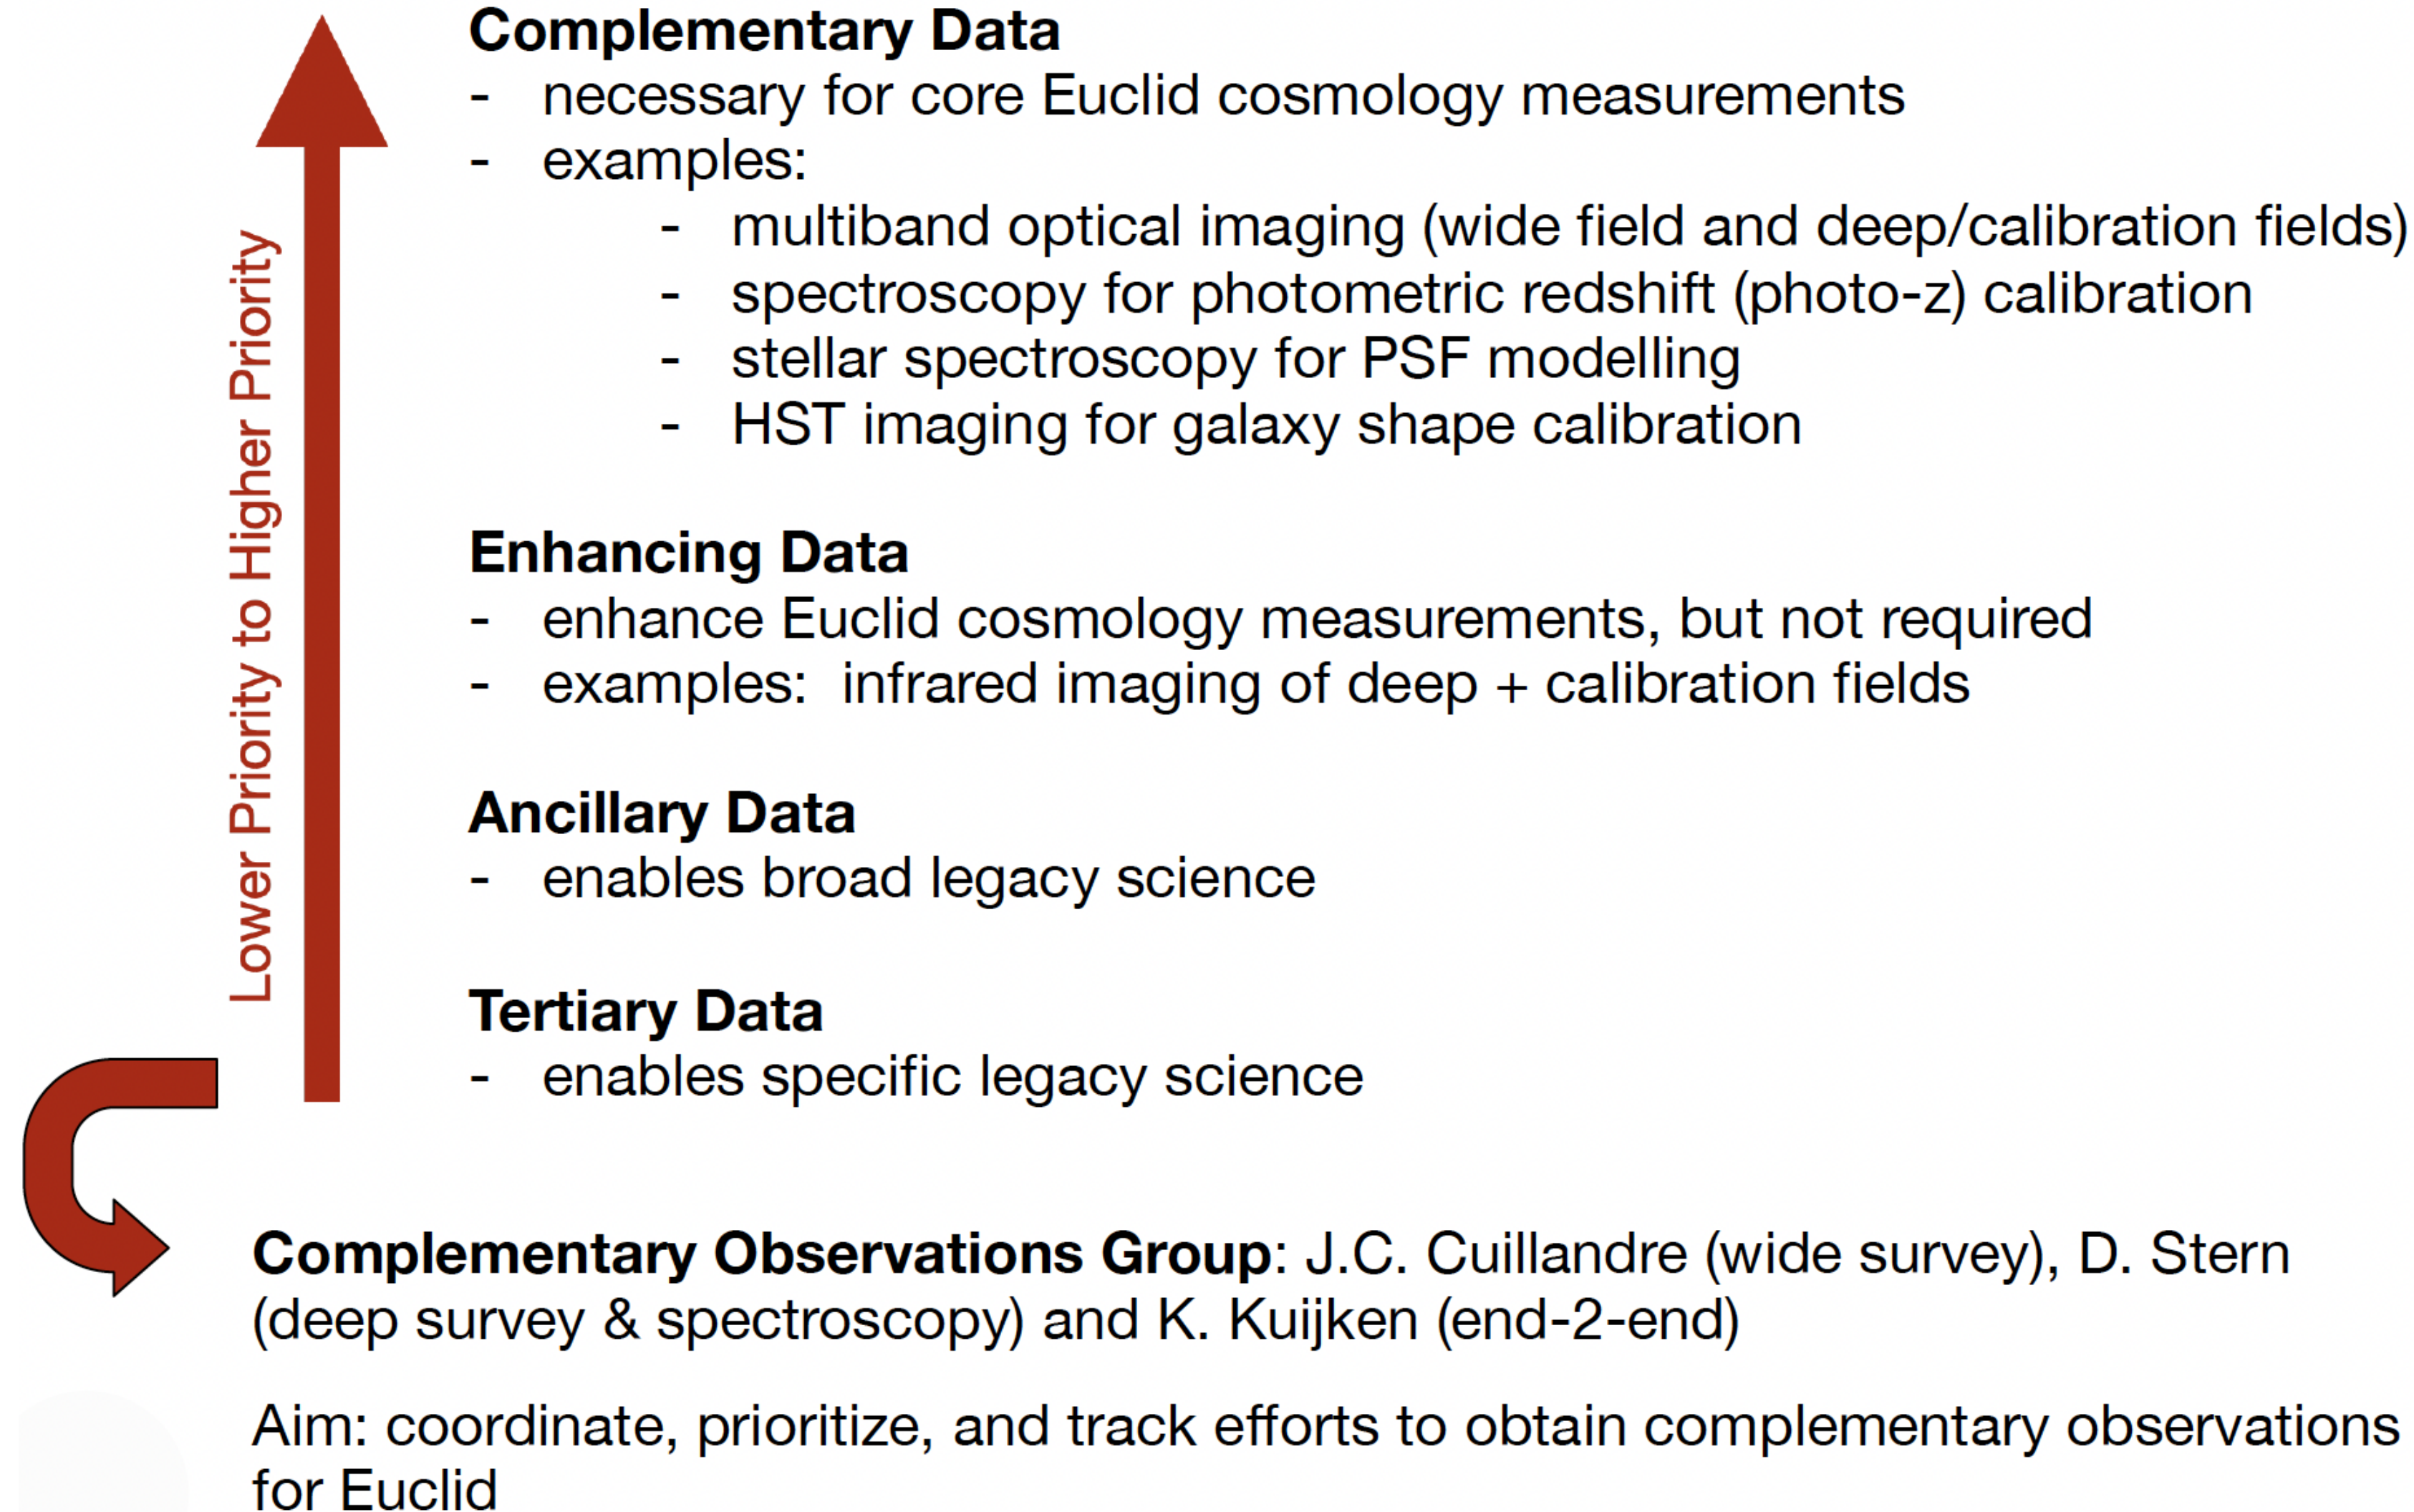 Complementary Data
- necessary for core Euclid cosmology measurements
- examples:
- multiband optical imaging (wide field and deep/calibration fields)
- spectroscopy for photometric redshift (photo-z) calibration
- stellar spectroscopy for PSF modelling
- HST imaging for galaxy shape calibration
Enhancing Data
- enhance Euclid cosmology measurements, but not required
- examples: infrared imaging of deep + calibration fields
Ancillary Data
- enables broad legacy science
Tertiary Data
- enables specific legacy science
Lower Priority to Higher Priority
Complementary Observations Group: J.C. Cuillandre (wide survey), D. Stern
(deep survey & spectroscopy) and K. Kuijken (end-2-end)
Aim: coordinate, prioritize, and track efforts to obtain complementary observations
for Euclid